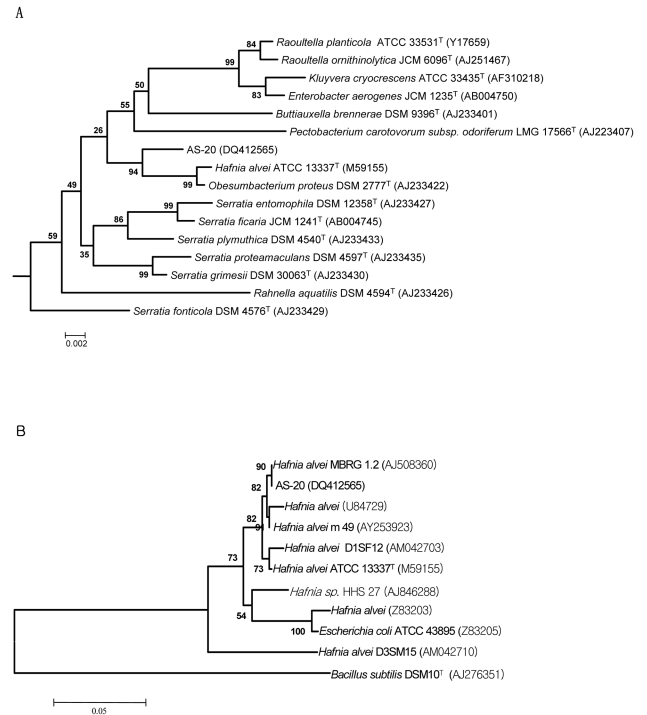 A
84
Raoultella planticola ATCC 33531ᵀ (Y17659)
99
Raoultella ornithinolytica JCM 6096ᵀ (AJ251467)
50
Kluyvera cryocrescens ATCC 33435ᵀ (AF310218)
83
Enterobacter aerogenes JCM 1235ᵀ (AB004750)
55
Buttiauxella brennerae DSM 9396ᵀ (AJ233401)
26
Pectobacterium carotovorum subsp. odoriferum LMG 17566ᵀ (AJ223407)
AS-20 (DQ412565)
94
Hafnia alvei ATCC 13337ᵀ (M59155)
49
99
Obesumbacterium proteus DSM 2777ᵀ (AJ233422)
99
Serratia entomophila DSM 12358ᵀ (AJ233427)
86
Serratia ficaria JCM 1241ᵀ (AB004745)
59
35
Serratia plymuthica DSM 4540ᵀ (AJ233433)
Serratia proteamaculans DSM 4597ᵀ (AJ233435)
99
Serratia grimesii DSM 30063ᵀ (AJ233430)
Rahnella aquatilis DSM 4594ᵀ (AJ233426)
Serratia fonticola DSM 4576ᵀ (AJ233429)
0.002
B
90
Hafnia alvei MBRG 1.2 (AJ508360)
82
AS-20 (DQ412565)
Hafnia alvei (U84729)
82
Hafnia alvei m 49 (AY253923)
Hafnia alvei D1SF12 (AM042703)
73
73
Hafnia alvei ATCC 13337ᵀ (M59155)
Hafnia sp. HHS 27 (AJ846288)
54
Hafnia alvei (Z83203)
100
Escherichia coli ATCC 43895 (Z83205)
Hafnia alvei D3SM15 (AM042710)
Bacillus subtilis DSM10ᵀ (AJ276351)
0.05